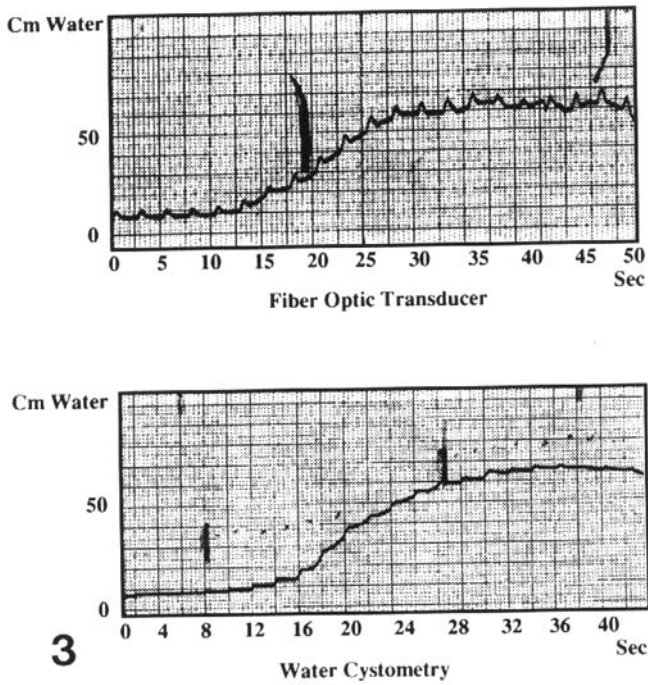 Cm Water
50
0
0 5 10 15 20 25 30 35 40 45 50
Sec
Fiber Optic Transducer
Cm Water
50
0
0 4 8 12 16 20 24 28 32 36 40
Sec
3
Water Cystometry